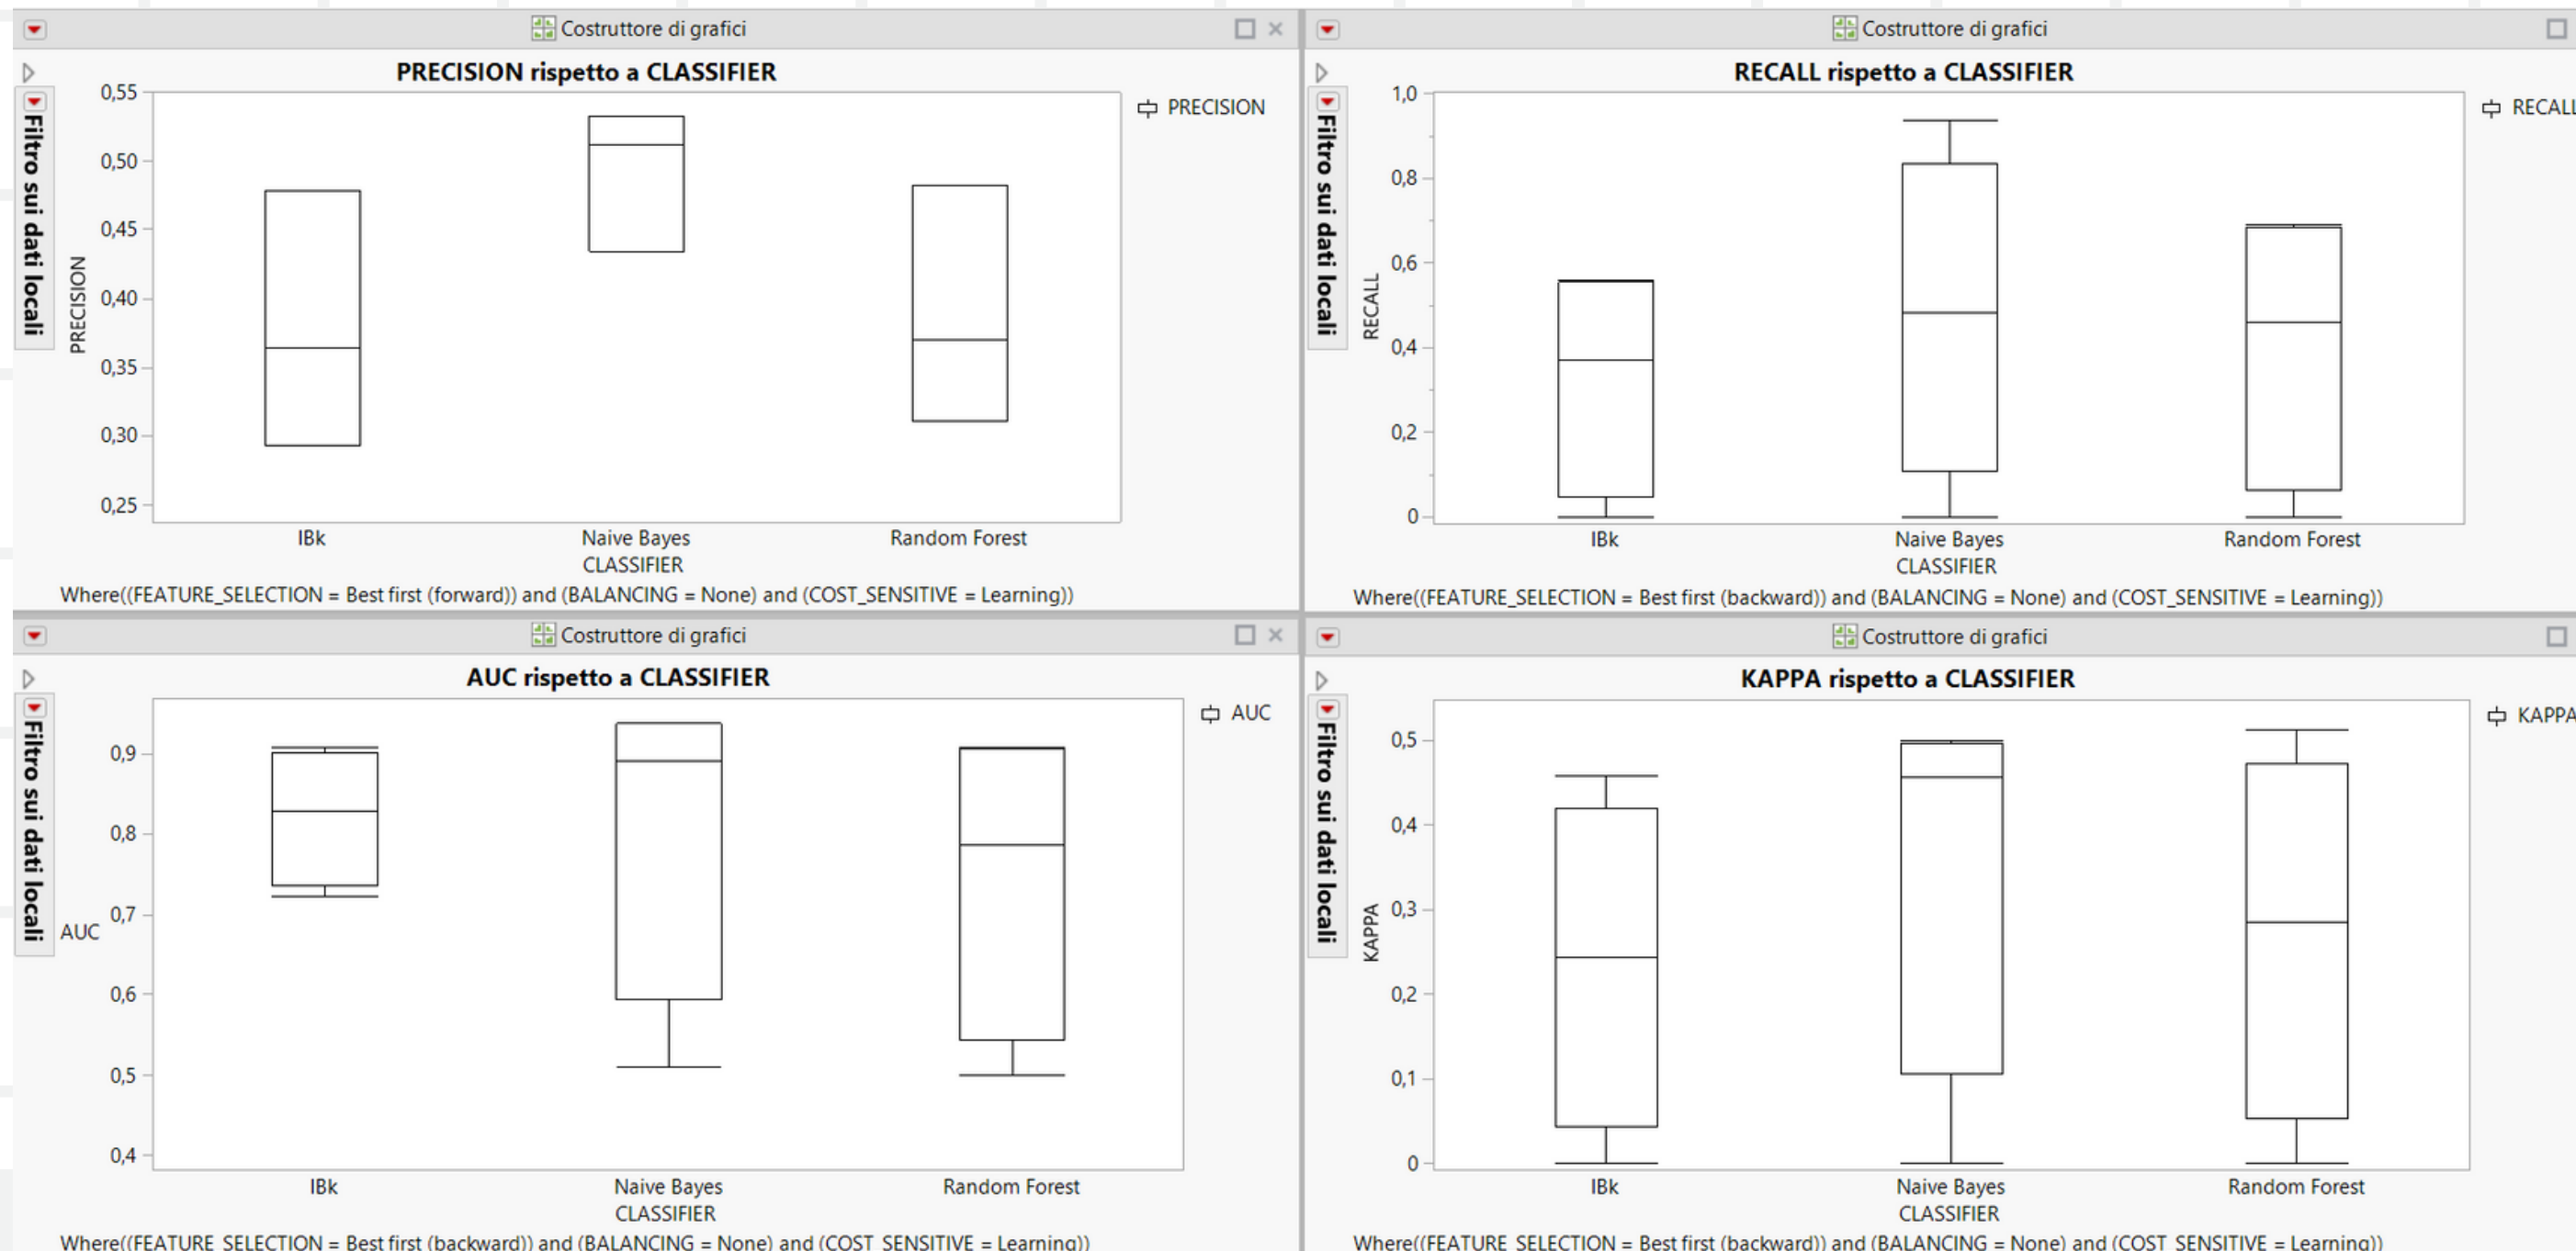 Costruttore di grafici
PRECISION rispetto a CLASSIFIER
Filtro sui dati locali
PRECISION
0,55
0,50
0,45
0,40
0,35
0,30
0,25
IBk
Naive Bayes
Random Forest
CLASSIFIER
PRECISION
Where((FEATURE_SELECTION = Best first (forward)) and (BALANCING = None) and (COST_SENSITIVE = Learning))
Costruttore di grafici
RECALL rispetto a CLASSIFIER
Filtro sui dati locali
RECALL
1,0
0,8
0,6
0,4
0,2
0
IBk
Naive Bayes
Random Forest
CLASSIFIER
RECALL
Where((FEATURE_SELECTION = Best first (backward)) and (BALANCING = None) and (COST_SENSITIVE = Learning))
Costruttore di grafici
AUC rispetto a CLASSIFIER
Filtro sui dati locali
AUC
0,9
0,8
0,7
0,6
0,5
0,4
IBk
Naive Bayes
Random Forest
CLASSIFIER
AUC
Where((FEATURE_SELECTION = Best first (backward)) and (BALANCING = None) and (COST_SENSITIVE = Learning))
Costruttore di grafici
KAPPA rispetto a CLASSIFIER
Filtro sui dati locali
KAPPA
0,5
0,4
0,3
0,2
0,1
0
IBk
Naive Bayes
Random Forest
CLASSIFIER
KAPPA
Where((FEATURE_SELECTION = Best first (backward)) and (BALANCING = None) and (COST_SENSITIVE = Learning))